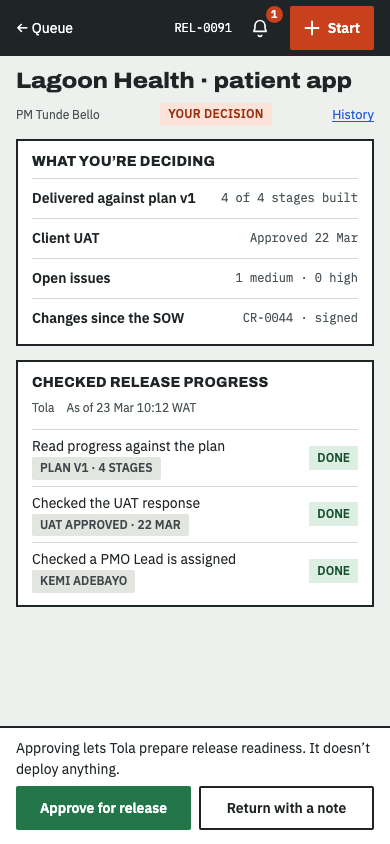 ← Queue
REL-0091
1
+ Start
Lagoon Health · patient app
PM Tunde Bello
YOUR DECISION
History
WHAT YOU’RE DECIDING
Delivered against plan v1 4 of 4 stages built
Client UAT Approved 22 Mar
Open issues 1 medium · 0 high
Changes since the SOW CR-0044 · signed
CHECKED RELEASE PROGRESS
Tola As of 23 Mar 10:12 WAT
Read progress against the plan
PLAN V1 · 4 STAGES
DONE
Checked the UAT response
UAT APPROVED · 22 MAR
DONE
Checked a PMO Lead is assigned
KEMI ADEBAYO
DONE
Approving lets Tola prepare release readiness. It doesn’t
deploy anything.
Approve for release
Return with a note